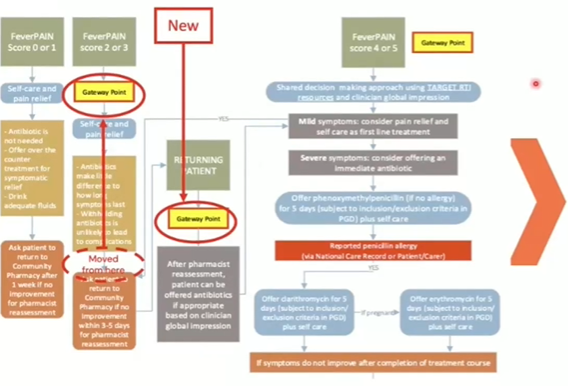 New
FeverPAIN
Score 0 or 1
FeverPAIN
score 2 or 3
FeverPAIN
score 4 or 5
Gateway Point
Self-care and
pain relief
Gateway Point
Self-care and
pain relief
- Antibiotic is
not needed
- Offer over the
counter
treatment for
symptomatic
relief
- Drink
adequate fluids
- Antibiotics
make little
difference to
how long
symptoms last
- Withholding
antibiotics is
unlikely to lead
to complications
Ask patient to
return to
Community
Pharmacy after
1 week if no
improvement
for pharmacist
reassessment
Moved
from here
return to
Community
Pharmacy if no
improvement
within 3-5 days
for pharmacist
reassessment
RETURNING
PATIENT
Gateway Point
After pharmacist
reassessment,
patient can be
offered antibiotics
if appropriate
based on clinician
global impression
YES
Shared decision making approach using TARGET RTI
resources and clinician global impression
Mild symptoms: consider pain relief and
self care as first line treatment
Severe symptoms: consider offering an
immediate antibiotic
Offer phenoxymethylpenicillin (if no allergy)
for 5 days (subject to inclusion/exclusion criteria in
PGD) plus self care
Reported penicillin allergy
(via National Care Record or Patient/Carer)
YES
Offer clarithromycin for 5
days (subject to inclusion/
exclusion criteria in PGD)
plus self care
If pregnant
Offer erythromycin for 5
days (subject to inclusion/
exclusion criteria in PGD)
plus self care
If symptoms do not improve after completion of treatment course